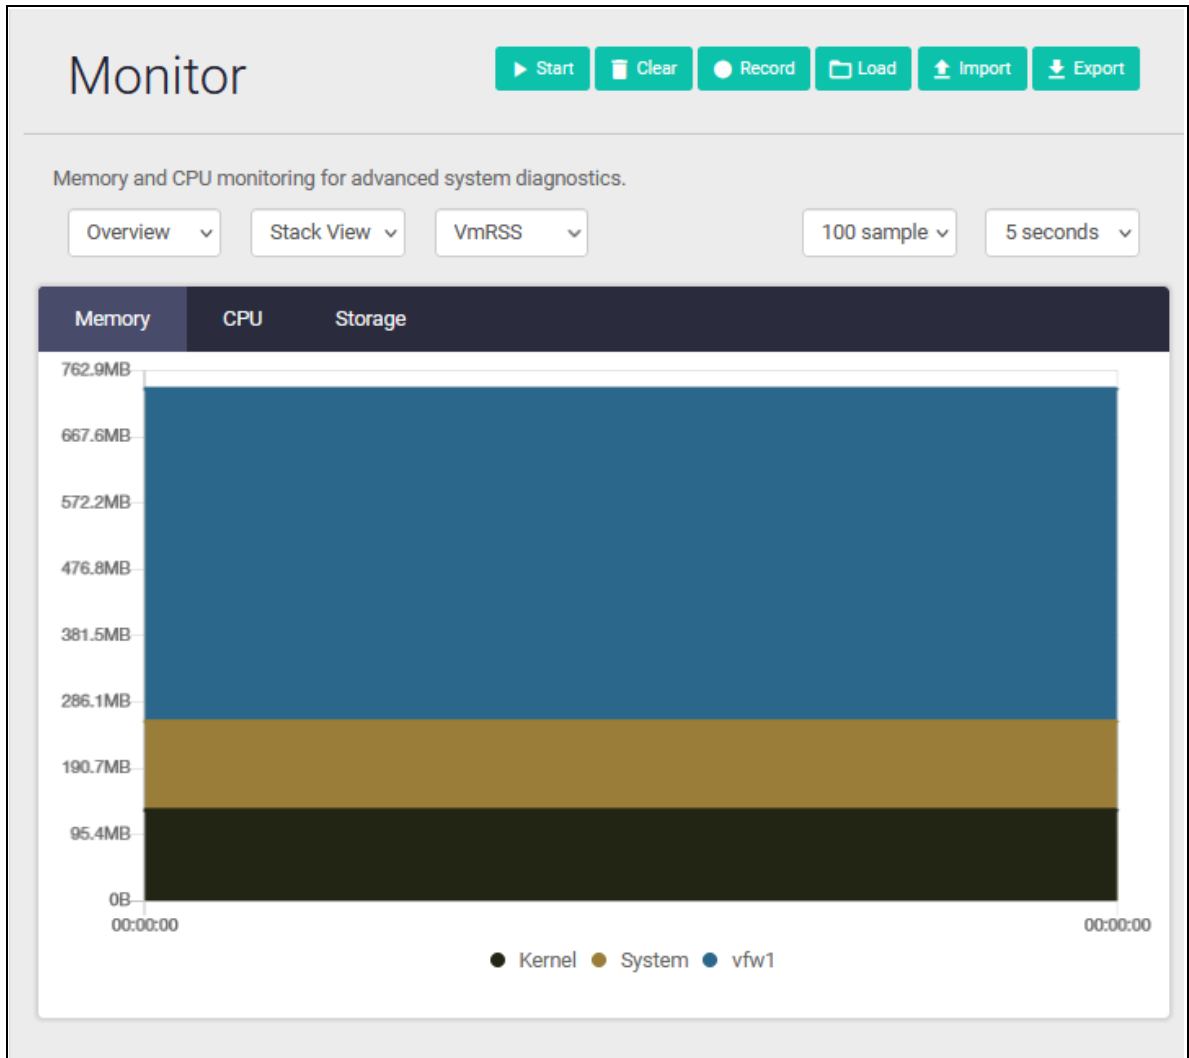 Monitor
Start Clear Record Load Import Export
Memory and CPU monitoring for advanced system diagnostics.
Overview Stack View VmRSS 100 sample 5 seconds
Memory CPU Storage
762.9MB
667.6MB
572.2MB
476.8MB
381.5MB
286.1MB
190.7MB
95.4MB
0B
00:00:00 00:00:00
Kernel System vfw1